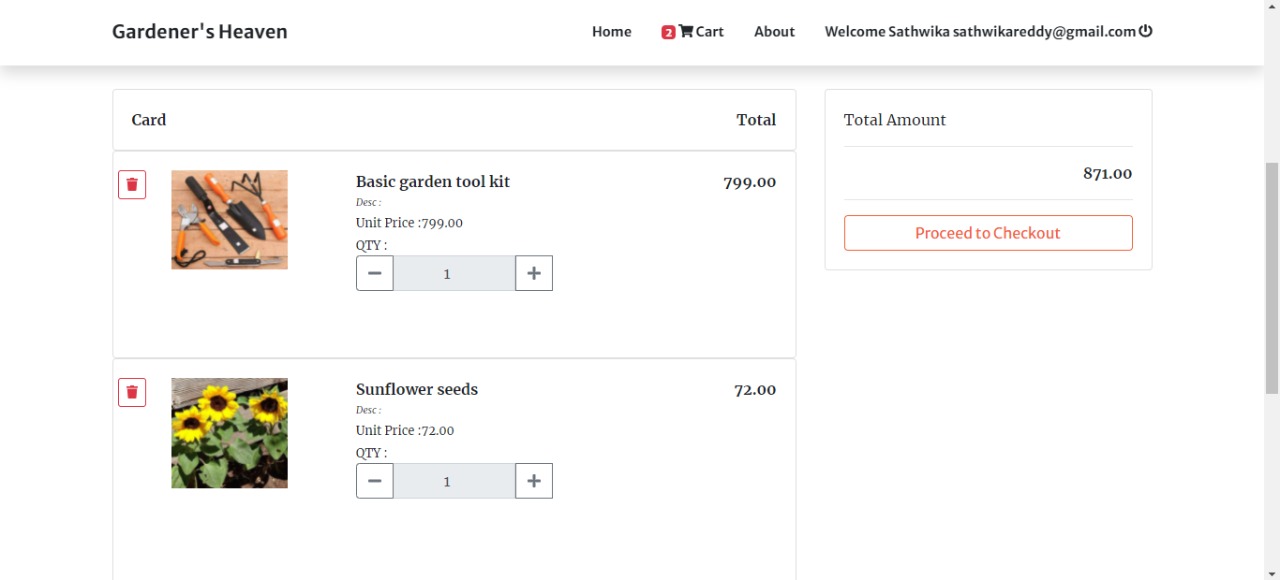 Gardener's Heaven
Home
2 Cart
About
Welcome Sathwika sathwikareddy@gmail.com
Card
Total
Basic garden tool kit
799.00
Desc :
Unit Price :799.00
QTY :
1
Sunflower seeds
72.00
Desc :
Unit Price :72.00
QTY :
1
Total Amount
871.00
Proceed to Checkout